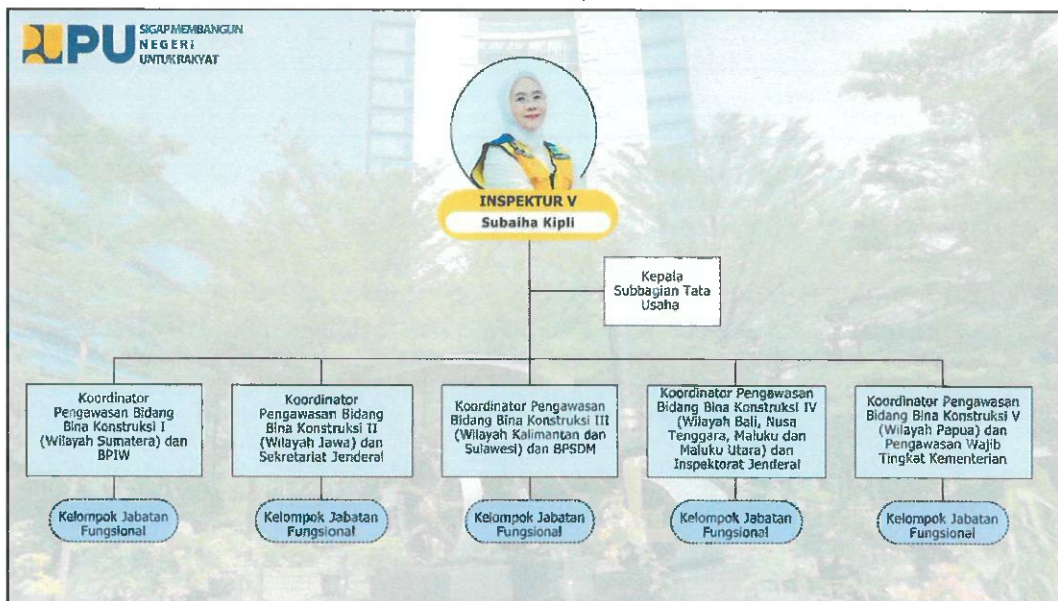 PU
SIGAP MEMBANGUN
NEGERI
UNTUK RAKYAT
INSPEKTUR V
Subaiha Kipli
Kepala
Subbagian Tata
Usaha
Koordinator
Pengawasan Bidang
Bina Konstruksi I
(Wilayah Sumatera) dan
BPIW
Koordinator
Pengawasan Bidang
Bina Konstruksi II
(Wilayah Jawa) dan
Sekretariat Jenderal
Koordinator Pengawasan
Bidang Bina Konstruksi III
(Wilayah Kalimantan dan
Sulawesi) dan BPSDM
Koordinator Pengawasan
Bidang Bina Konstruksi IV
(Wilayah Bali, Nusa
Tenggara, Maluku dan
Maluku Utara) dan
Inspektorat Jenderal
Koordinator Pengawasan
Bidang Bina Konstruksi V
(Wilayah Papua) dan
Pengawasan Wajib
Tingkat Kementerian
Kelompok Jabatan
Fungsional
Kelompok Jabatan
Fungsional
Kelompok Jabatan
Fungsional
Kelompok Jabatan
Fungsional
Kelompok Jabatan
Fungsional